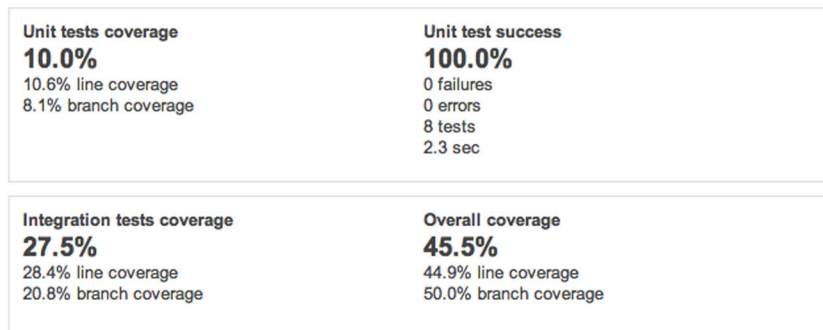 Unit tests coverage
10.0%
10.6% line coverage
8.1% branch coverage
Unit test success
100.0%
0 failures
0 errors
8 tests
2.3 sec
Integration tests coverage
27.5%
28.4% line coverage
20.8% branch coverage
Overall coverage
45.5%
44.9% line coverage
50.0% branch coverage